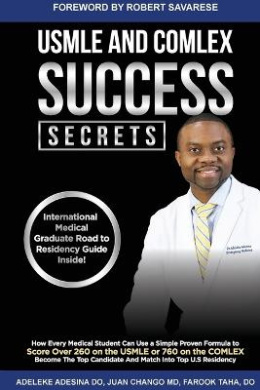 FOREWORD BY ROBERT SAVARESE
USMLE AND COMLEX
SUCCESS
SECRETS
International
Medical
Graduate Road to
Residency Guide
Inside!
How Every Medical Student Can Use a Simple Proven Formula to
Score Over 260 on the USMLE or 760 on the COMLEX
Become The Top Candidate And Match Into Top U.S Residency
ADELEKE ADESINA DO, JUAN CHANGO MD, FAROOK TAHA, DO